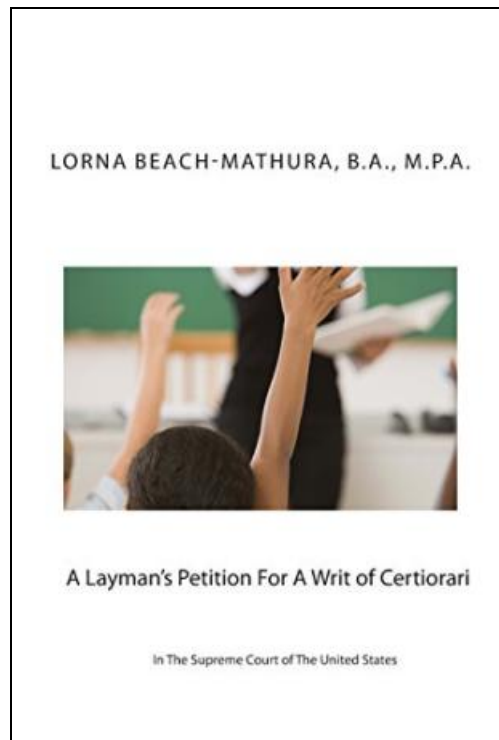 LORNA BEACH-MATHURA, B.A., M.P.A.
A Layman's Petition For A Writ of Certiorari
In The Supreme Court of The United States